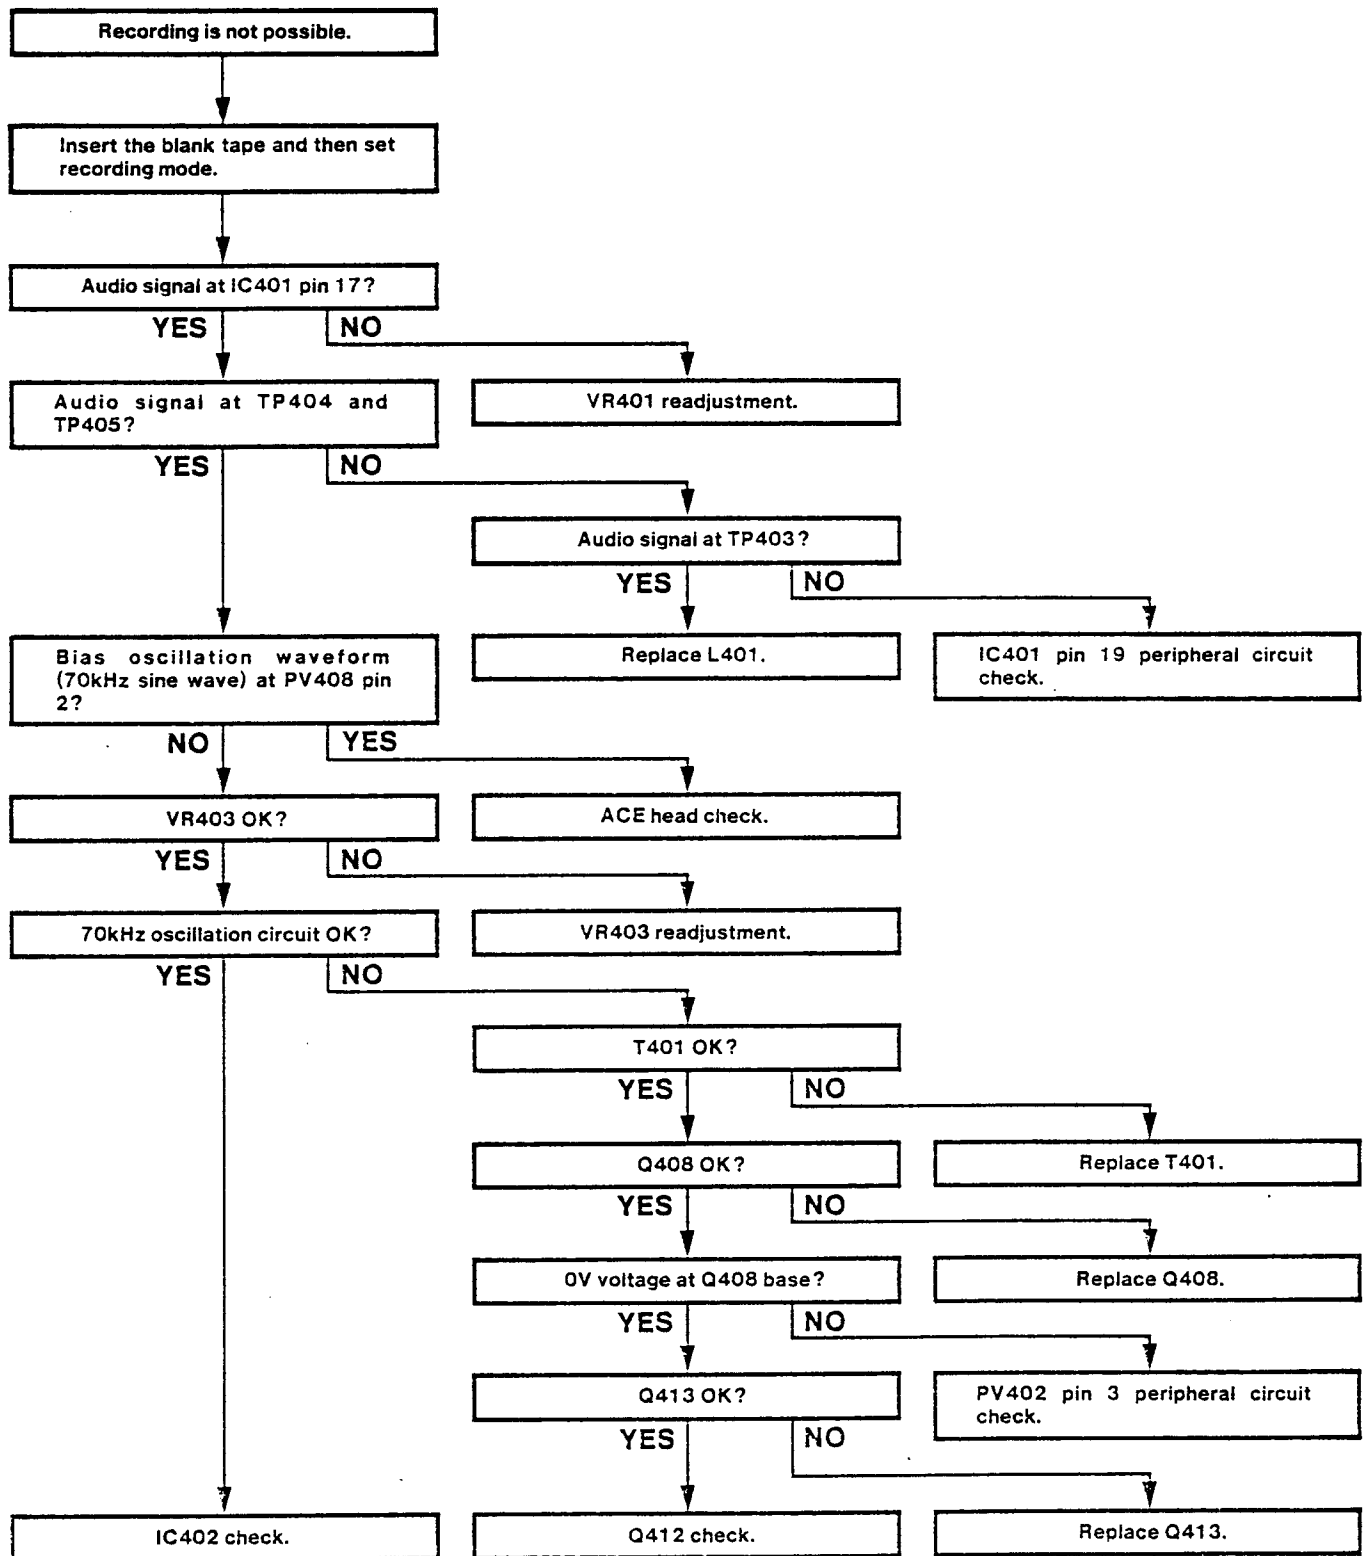 Recording is not possible.
Insert the blank tape and then set
recording mode.
Audio signal at IC401 pin 17?
YES
NO
Audio signal at TP404 and
TP405?
VR401 readjustment.
YES
NO
Audio signal at TP403?
YES
NO
Bias oscillation waveform
(70kHz sine wave) at PV408 pin
2?
Replace L401.
IC401 pin 19 peripheral circuit
check.
NO
YES
VR403 OK?
ACE head check.
YES
NO
70kHz oscillation circuit OK?
VR403 readjustment.
YES
NO
T401 OK?
YES
NO
Q408 OK?
Replace T401.
YES
NO
0V voltage at Q408 base?
Replace Q408.
YES
NO
Q413 OK?
PV402 pin 3 peripheral circuit
check.
YES
NO
IC402 check.
Q412 check.
Replace Q413.